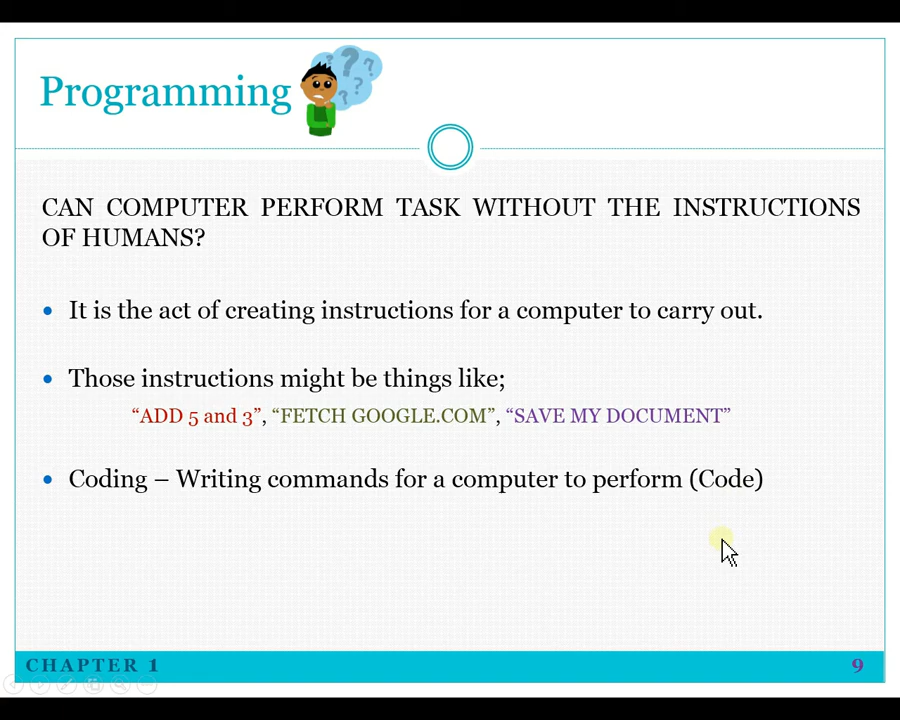 Programming
CAN COMPUTER PERFORM TASK WITHOUT THE INSTRUCTIONS
OF HUMANS?
• It is the act of creating instructions for a computer to carry out.
• Those instructions might be things like;
“ADD 5 and 3”, “FETCH GOOGLE.COM”, “SAVE MY DOCUMENT”
• Coding – Writing commands for a computer to perform (Code)
CHAPTER 1
9